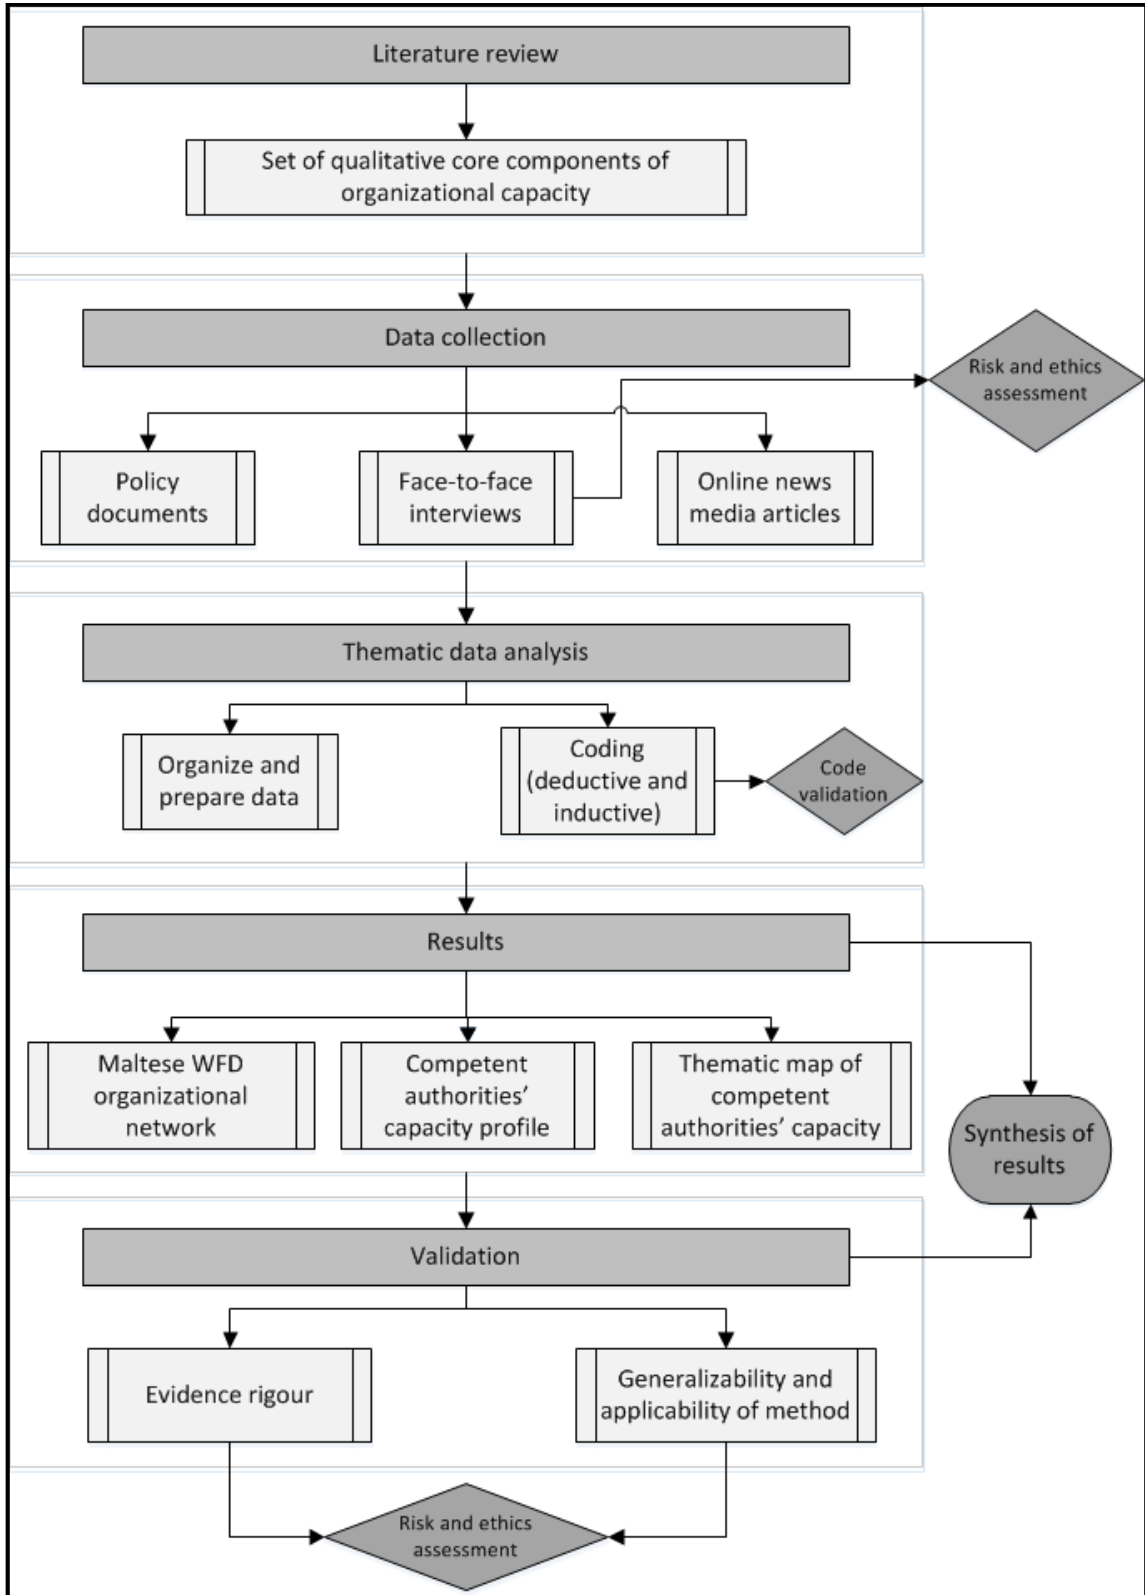 Literature review
Set of qualitative core components of
organizational capacity
Data collection
Risk and ethics
assessment
Policy
documents
Face-to-face
interviews
Online news
media articles
Thematic data analysis
Organize and
prepare data
Coding
(deductive and
inductive)
Code
validation
Results
Maltese WFD
organizational
network
Competent
authorities’
capacity profile
Thematic map of
competent
authorities’ capacity
Synthesis of
results
Validation
Evidence rigour
Generalizability and
applicability of method
Risk and ethics
assessment